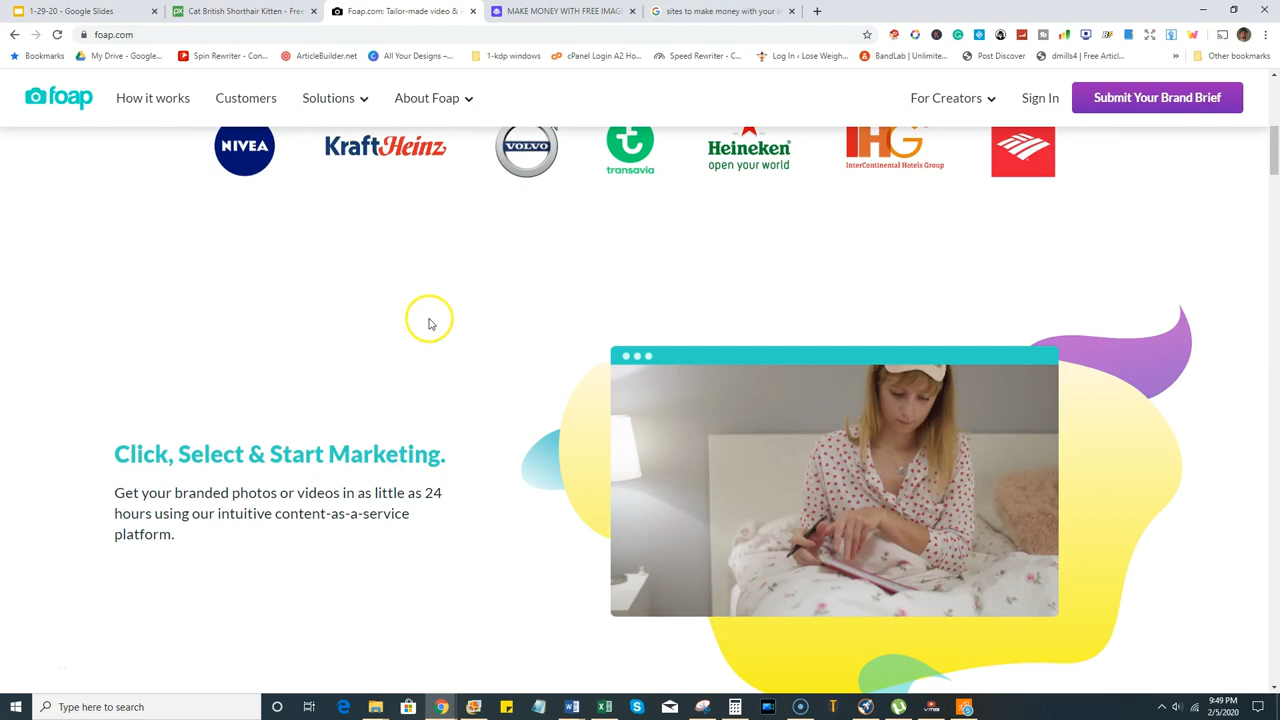 1-29-20 - Google Slides
Cat British Shorthair Kitten - Free
Foap.com: Tailor-made video &
MAKE MONEY WITH FREE IMAGE
sites to make money with your im
foap.com
Bookmarks
My Drive - Google...
Spin Rewriter - Con...
ArticleBuilder.net
All Your Designs –...
1-kdp windows
cPanel Login A2 Ho...
Speed Rewriter - C...
Log In ‹ Lose Weig...
BandLab | Unlimite...
Post Discover
dmills4 | Free Artic...
»
Other bookmarks
foap
How it works
Customers
Solutions
About Foap
For Creators
Sign In
Submit Your Brand Brief
NIVEA
KraftHeinz
VOLVO
transavia
Heineken
open your world
IHG
InterContinental Hotels Group
Click, Select & Start Marketing.
Get your branded photos or videos in as little as 24
hours using our intuitive content-as-a-service
platform.
Type here to search
9:49 PM
2/5/2020